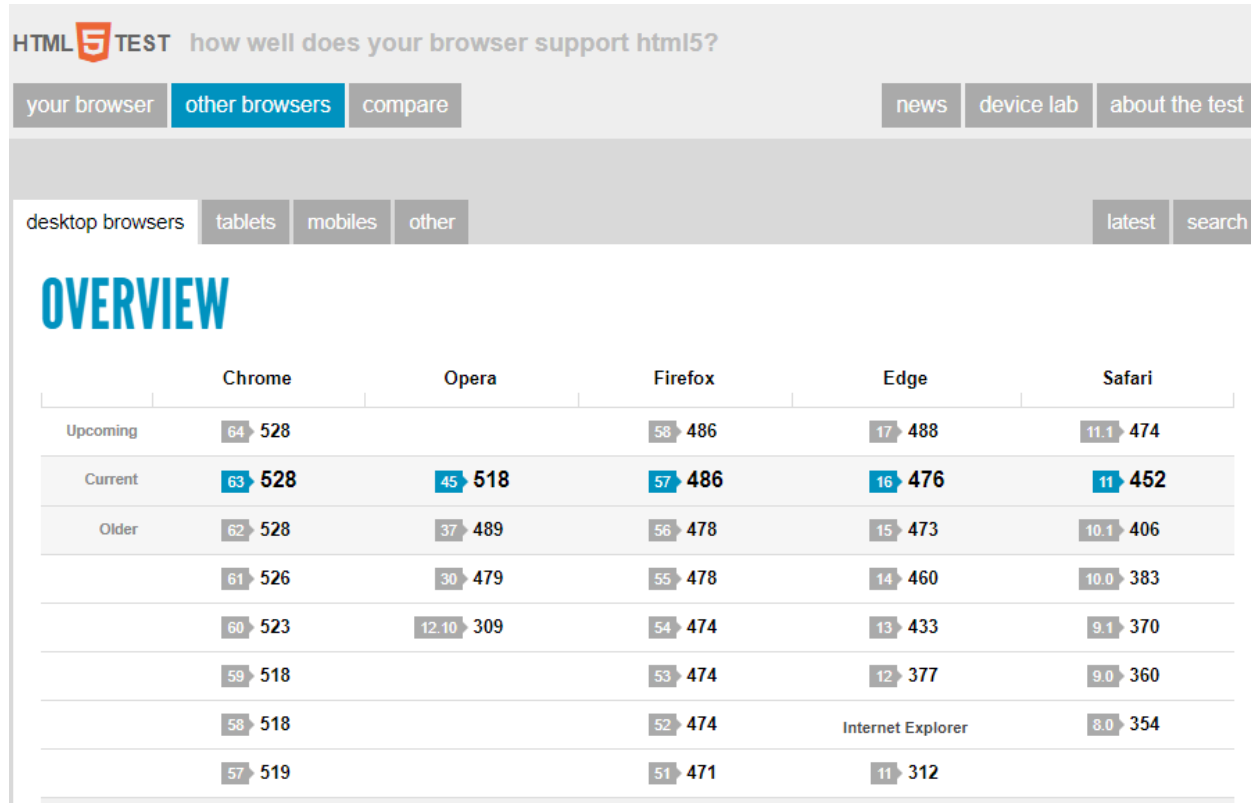 HTML 5 TEST how well does your browser support html5?
your browser other browsers compare news device lab about the test
desktop browsers tablets mobiles other latest search
OVERVIEW
Chrome Opera Firefox Edge Safari
Upcoming 64 528 58 486 17 488 11.1 474
Current 63 528 45 518 57 486 16 476 11 452
Older 62 528 37 489 56 478 15 473 10.1 406
61 526 30 479 55 478 14 460 10.0 383
60 523 12.10 309 54 474 13 433 9.1 370
59 518 53 474 12 377 9.0 360
58 518 52 474 Internet Explorer 8.0 354
57 519 51 471 11 312